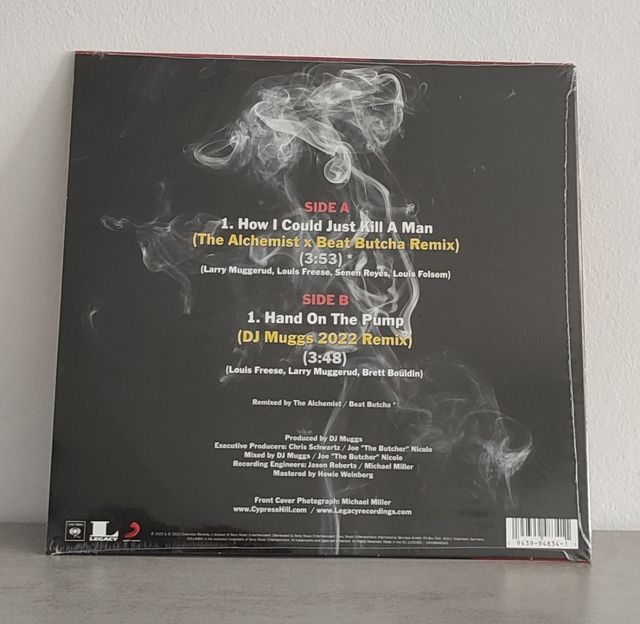 SIDE A
1. How I Could Just Kill A Man
(The Alchemist x Beat Butcha Remix)
(3:53) *
(Larry Muggerud, Louis Freese, Senen Reyes, Louis Folsom)
SIDE B
1. Hand On The Pump
(DJ Muggs 2022 Remix)
(3:48)
(Louis Freese, Larry Muggerud, Brett Bouldin)
Remixed by The Alchemist / Beat Butcha *
Produced by DJ Muggs
Executive Producers: Chris Schwartz / Joe "The Butcher" Nicolo
Mixed by DJ Muggs / Joe "The Butcher" Nicolo
Recording Engineers: Jason Roberts / Michael Miller
Mastered by Howie Weinberg
Front Cover Photograph: Michael Miller
www.CypressHill.com / www.Legacyrecordings.com
L
LEGACY
9439-94834-1